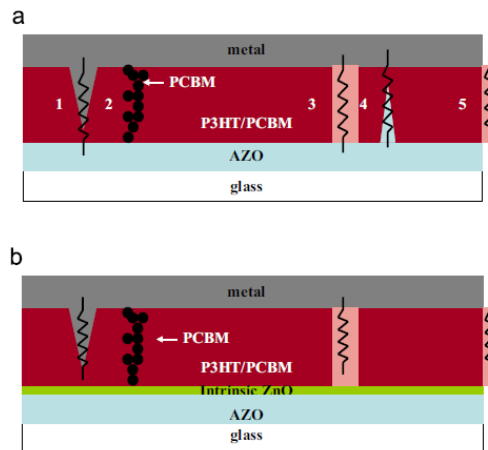 a
metal
PCBM
1 2 3 4 5
P3HT/PCBM
AZO
glass
b
metal
PCBM
P3HT/PCBM
Intrinsic ZnO
AZO
glass